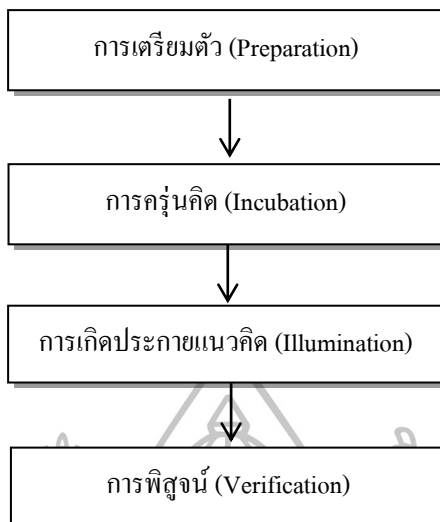 การเตรียมตัว (Preparation)
การครุ่นคิด (Incubation)
การเกิดประกายแนวคิด (Illumination)
การพิสูจน์ (Verification)